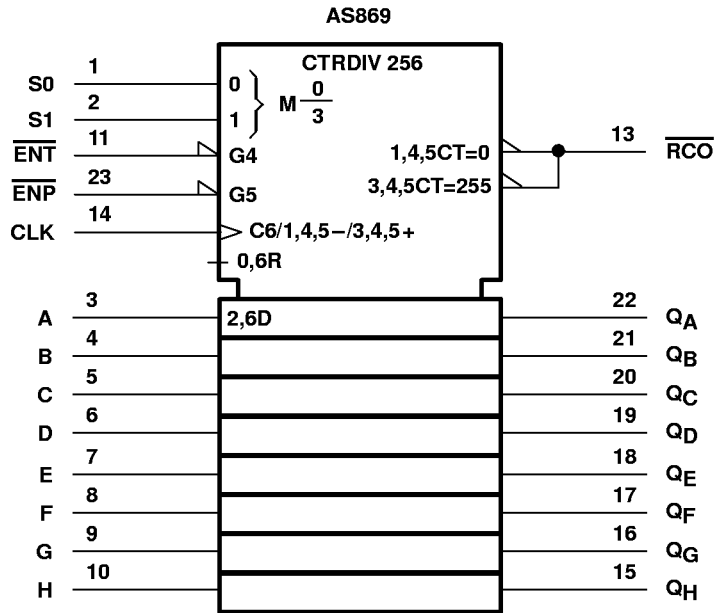 AS869
CTRDIV 256
S0 1 0 M 0/3
S1 2 1
ENT 11 G4 1,4,5CT=0 13 RCO
ENP 23 G5 3,4,5CT=255
CLK 14 C6/1,4,5−/3,4,5+
0,6R
A 3 2,6D 22 QA
B 4 21 QB
C 5 20 QC
D 6 19 QD
E 7 18 QE
F 8 17 QF
G 9 16 QG
H 10 15 QH